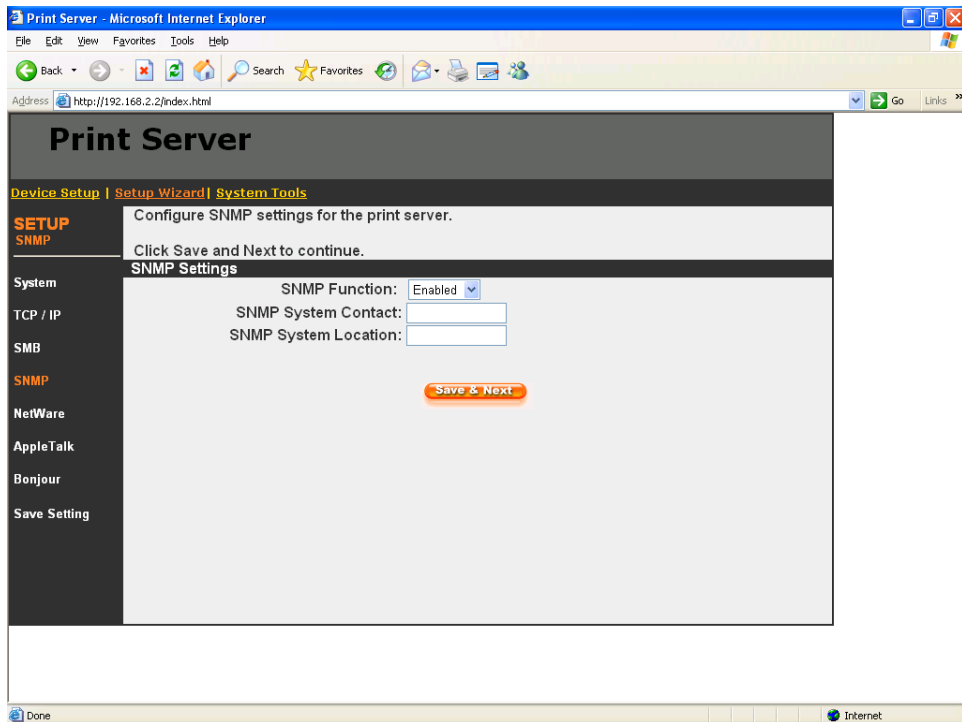 Print Server - Microsoft Internet Explorer
File Edit View Favorites Tools Help
Back Search Favorites
Address http://192.168.2.2/index.html Go Links »
Print Server
Device Setup | Setup Wizard | System Tools
SETUP
SNMP
System
TCP / IP
SMB
SNMP
NetWare
AppleTalk
Bonjour
Save Setting
Configure SNMP settings for the print server.
Click Save and Next to continue.
SNMP Settings
SNMP Function: Enabled
SNMP System Contact:
SNMP System Location:
Save & Next
Done Internet